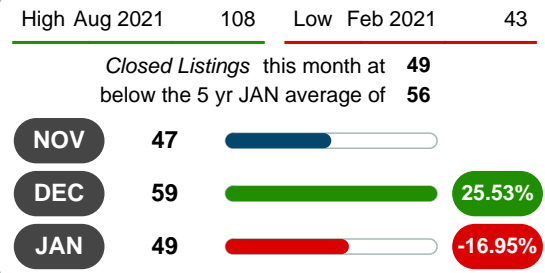 High Aug 2021 108 Low Feb 2021 43
Closed Listings this month at 49
below the 5 yr JAN average of 56
NOV 47
DEC 59 25.53%
JAN 49 -16.95%